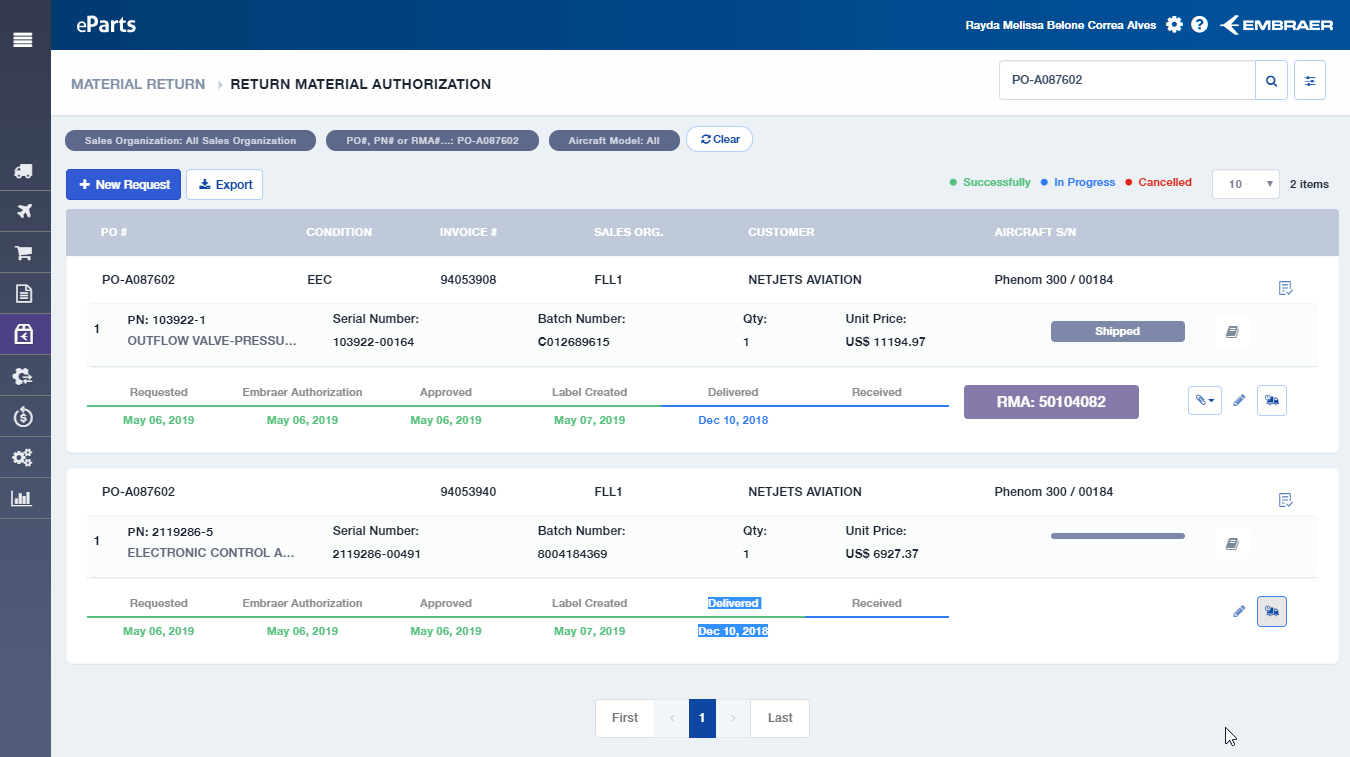 eParts
Rayda Melissa Belone Correa Alves
EMBRAER
MATERIAL RETURN
RETURN MATERIAL AUTHORIZATION
PO-A087602
Sales Organization: All Sales Organization
PO#, PN# or RMA#...: PO-A087602
Aircraft Model: All
Clear
New Request
Export
Successfully
In Progress
Cancelled
10
2 items
PO # CONDITION INVOICE # SALES ORG. CUSTOMER AIRCRAFT S/N
PO-A087602 EEC 94053908 FLL1 NETJETS AVIATION Phenom 300 / 00184
1
PN: 103922-1 Serial Number: Batch Number: Qty: Unit Price:
OUTFLOW VALVE-PRESSU... 103922-00164 C012689615 1 US$ 11194.97
Shipped
Requested Embraer Authorization Approved Label Created Delivered Received
May 06, 2019 May 06, 2019 May 06, 2019 May 07, 2019 Dec 10, 2018
RMA: 50104082
PO-A087602 94053940 FLL1 NETJETS AVIATION Phenom 300 / 00184
1
PN: 2119286-5 Serial Number: Batch Number: Qty: Unit Price:
ELECTRONIC CONTROL A... 2119286-00491 8004184369 1 US$ 6927.37
Requested Embraer Authorization Approved Label Created Delivered Received
May 06, 2019 May 06, 2019 May 06, 2019 May 07, 2019 Dec 10, 2018
First ‹ 1 › Last